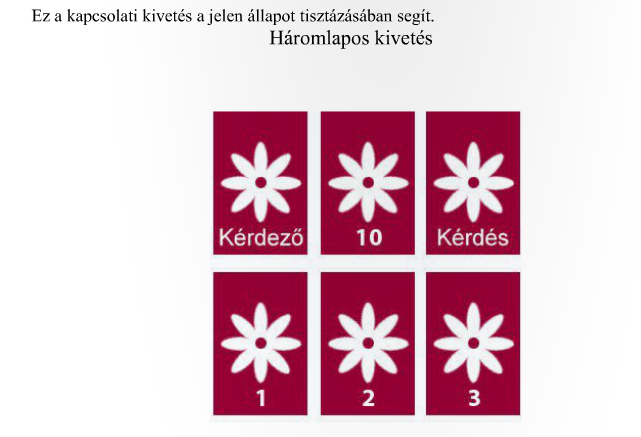 Ez a kapcsolati kivetés a jelen állapot tisztázásában segít.
Háromlapos kivetés
Kérdező 10 Kérdés
1 2 3